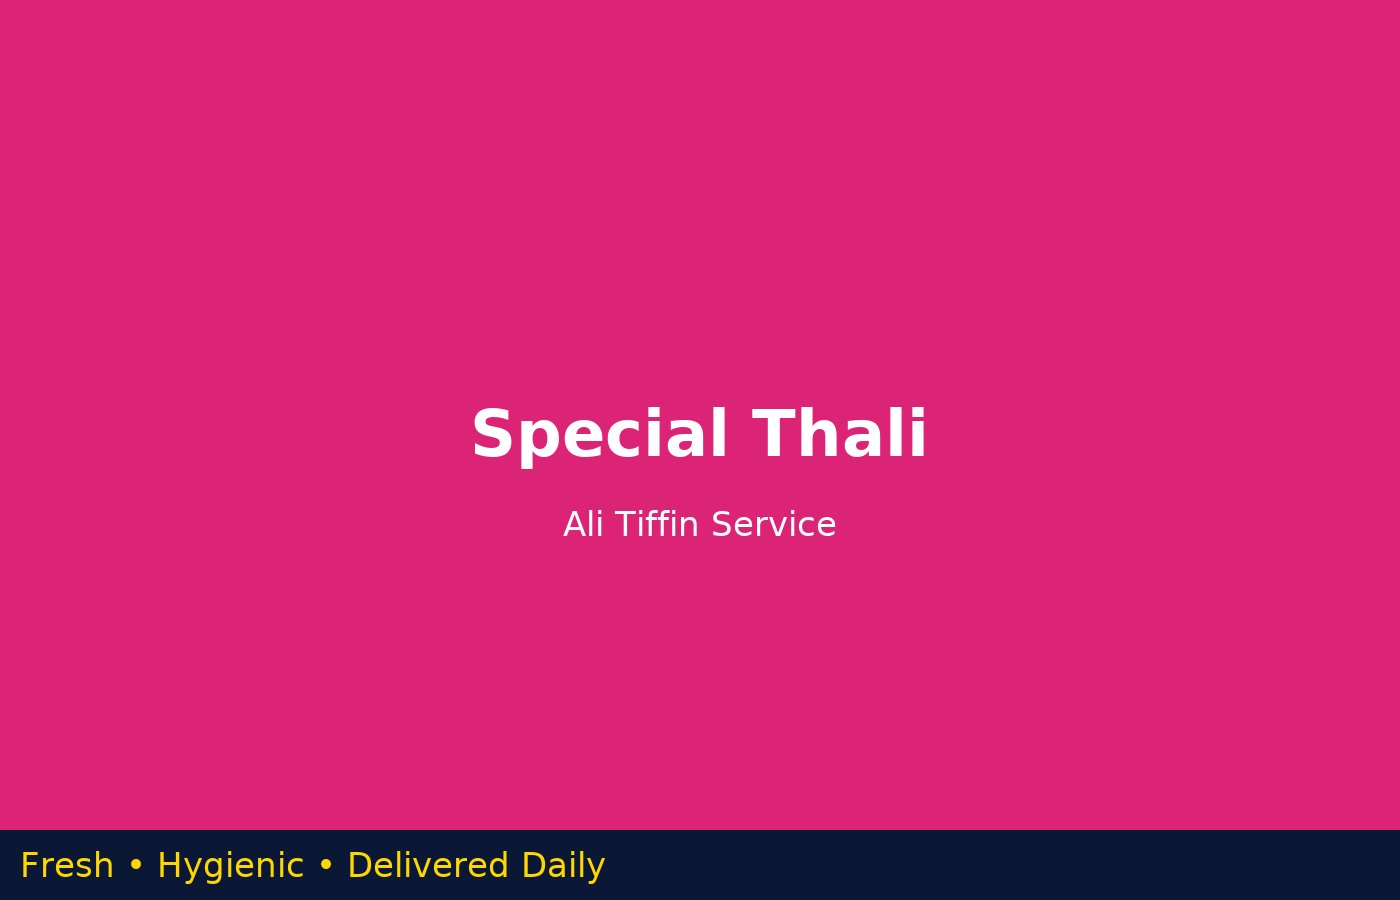 Special Thali
Ali Tiffin Service
Fresh • Hygienic • Delivered Daily